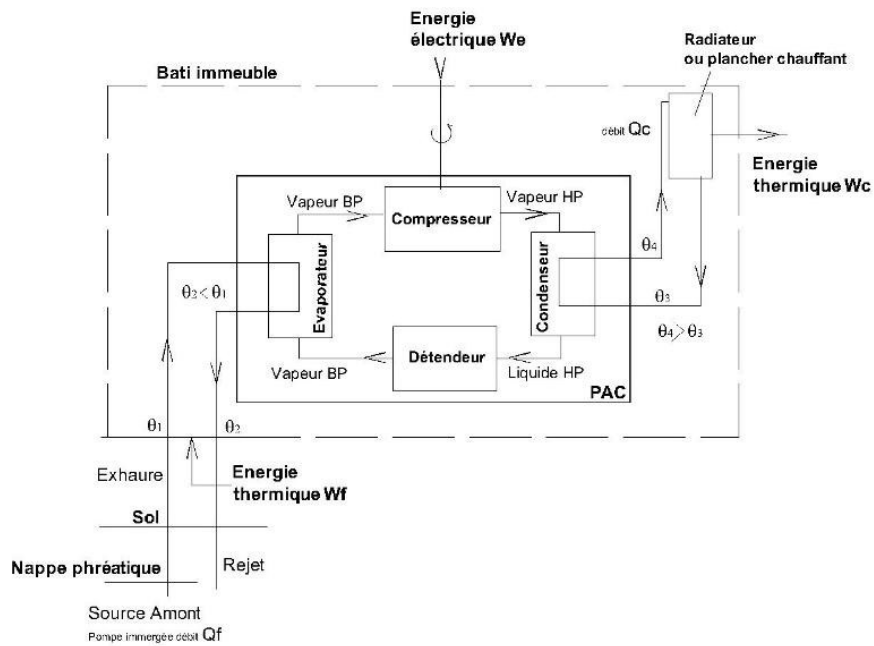 Energie
électrique We
Radiateur
ou plancher chauffant
Bati immeuble
débit Qc
Energie
thermique Wc
Vapeur BP
Compresseur
Vapeur HP
θ4
Evaporateur
θ2<θ1
Condenseur
θ3
θ4>θ3
Détendeur
Vapeur BP
Liquide HP
PAC
θ1
θ2
Exhaure
Energie
thermique Wf
Sol
Nappe phréatique
Rejet
Source Amont
Pompe immergée débit Qf